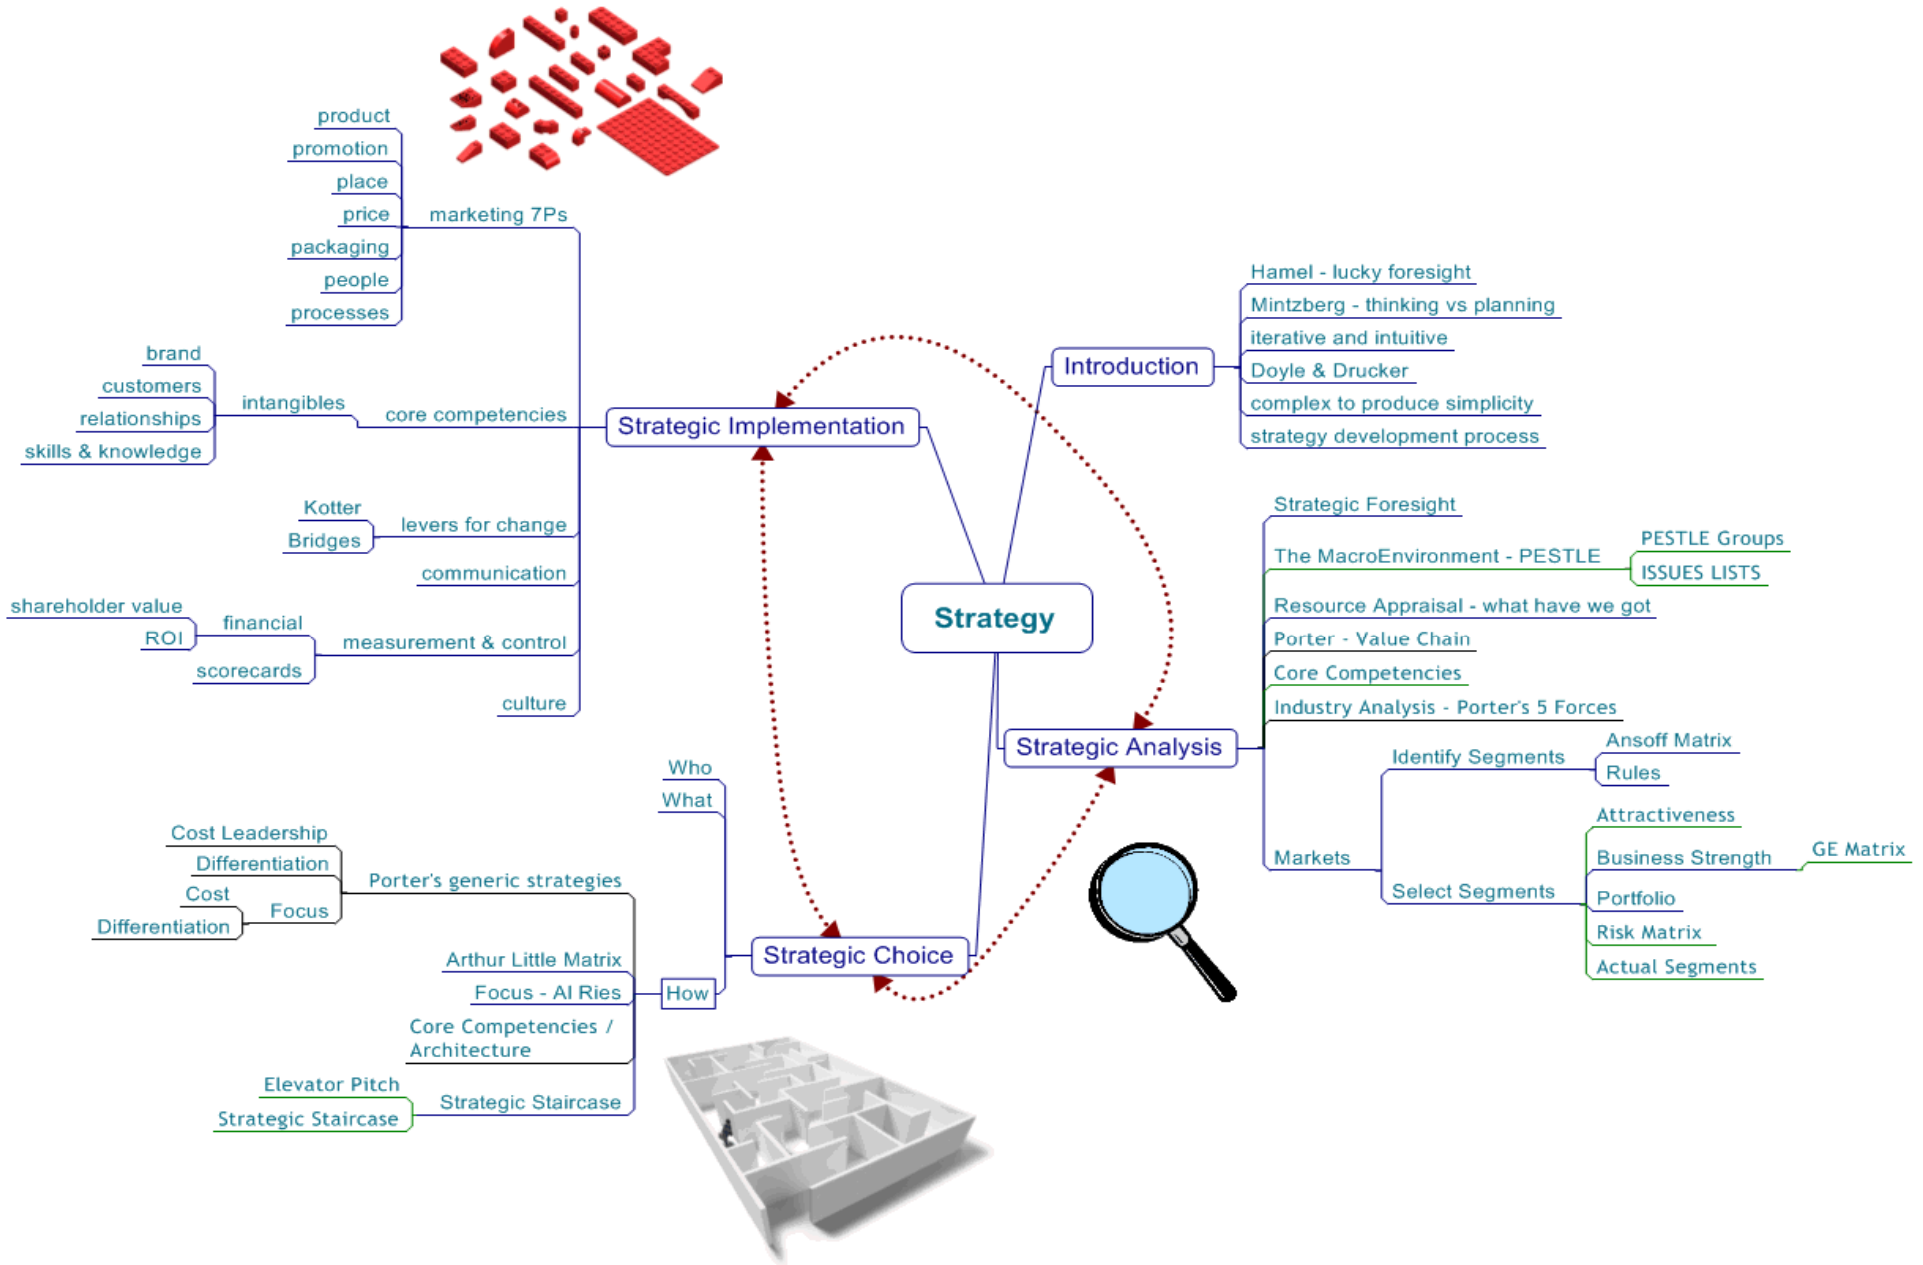 Strategy
Introduction
Hamel - lucky foresight
Mintzberg - thinking vs planning
iterative and intuitive
Doyle & Drucker
complex to produce simplicity
strategy development process
Strategic Analysis
Strategic Foresight
The MacroEnvironment - PESTLE
PESTLE Groups
ISSUES LISTS
Resource Appraisal - what have we got
Porter - Value Chain
Core Competencies
Industry Analysis - Porter's 5 Forces
Markets
Identify Segments
Ansoff Matrix
Rules
Select Segments
Attractiveness
Business Strength
GE Matrix
Portfolio
Risk Matrix
Actual Segments
Strategic Choice
Who
What
How
Porter's generic strategies
Cost Leadership
Differentiation
Focus
Cost
Differentiation
Arthur Little Matrix
Focus - Al Ries
Core Competencies /
Architecture
Strategic Staircase
Elevator Pitch
Strategic Staircase
Strategic Implementation
marketing 7Ps
product
promotion
place
price
packaging
people
processes
core competencies
intangibles
brand
customers
relationships
skills & knowledge
levers for change
Kotter
Bridges
communication
measurement & control
financial
shareholder value
ROI
scorecards
culture